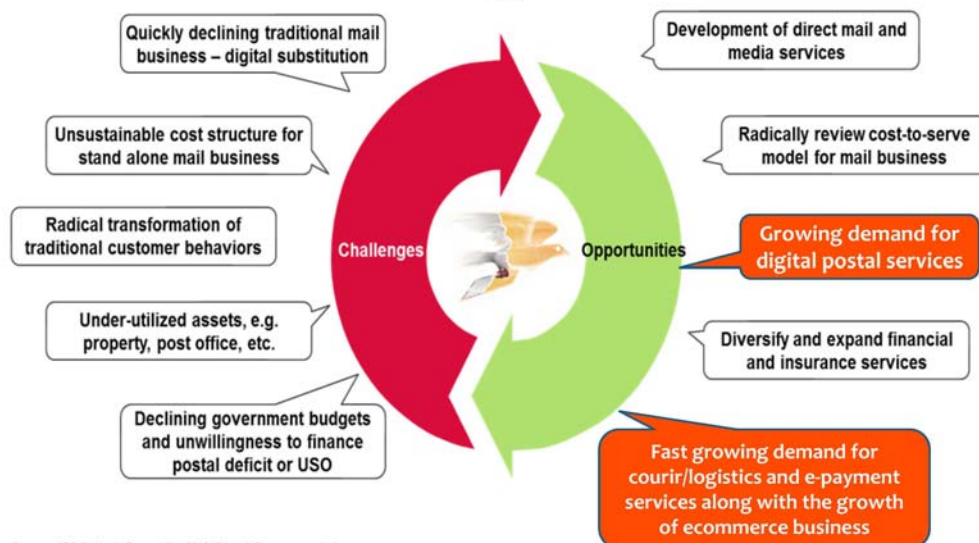 Quickly declining traditional mail
business – digital substitution
Unsustainable cost structure for
stand alone mail business
Radical transformation of
traditional customer behaviors
Under-utilized assets, e.g.
property, post office, etc.
Declining government budgets
and unwillingness to finance
postal deficit or USO
Challenges
Opportunities
Development of direct mail and
media services
Radically review cost-to-serve
model for mail business
Growing demand for
digital postal services
Diversify and expand financial
and insurance services
Fast growing demand for
courir/logistics and e-payment
services along with the growth
of ecommerce business